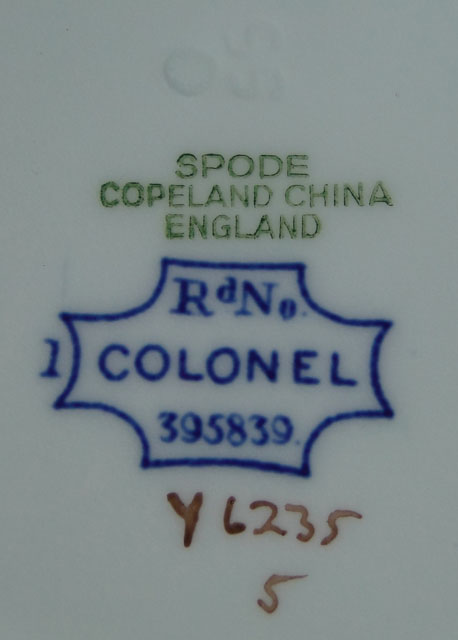 SPODE
COPELAND CHINA
ENGLAND
RdNo.
1 COLONEL
395839.
Y6235
5